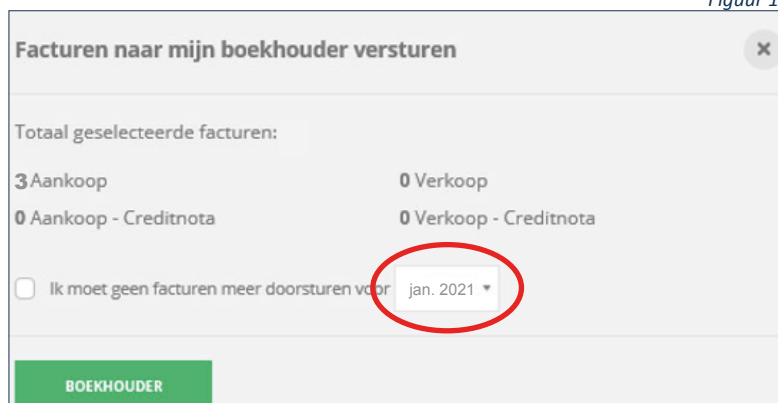 Figuur 1
Facturen naar mijn boekhouder versturen
×
Totaal geselecteerde facturen:
3 Aankoop
0 Verkoop
0 Aankoop - Creditnota
0 Verkoop - Creditnota
Ik moet geen facturen meer doorsturen voor jan. 2021
BOEKHOUDER